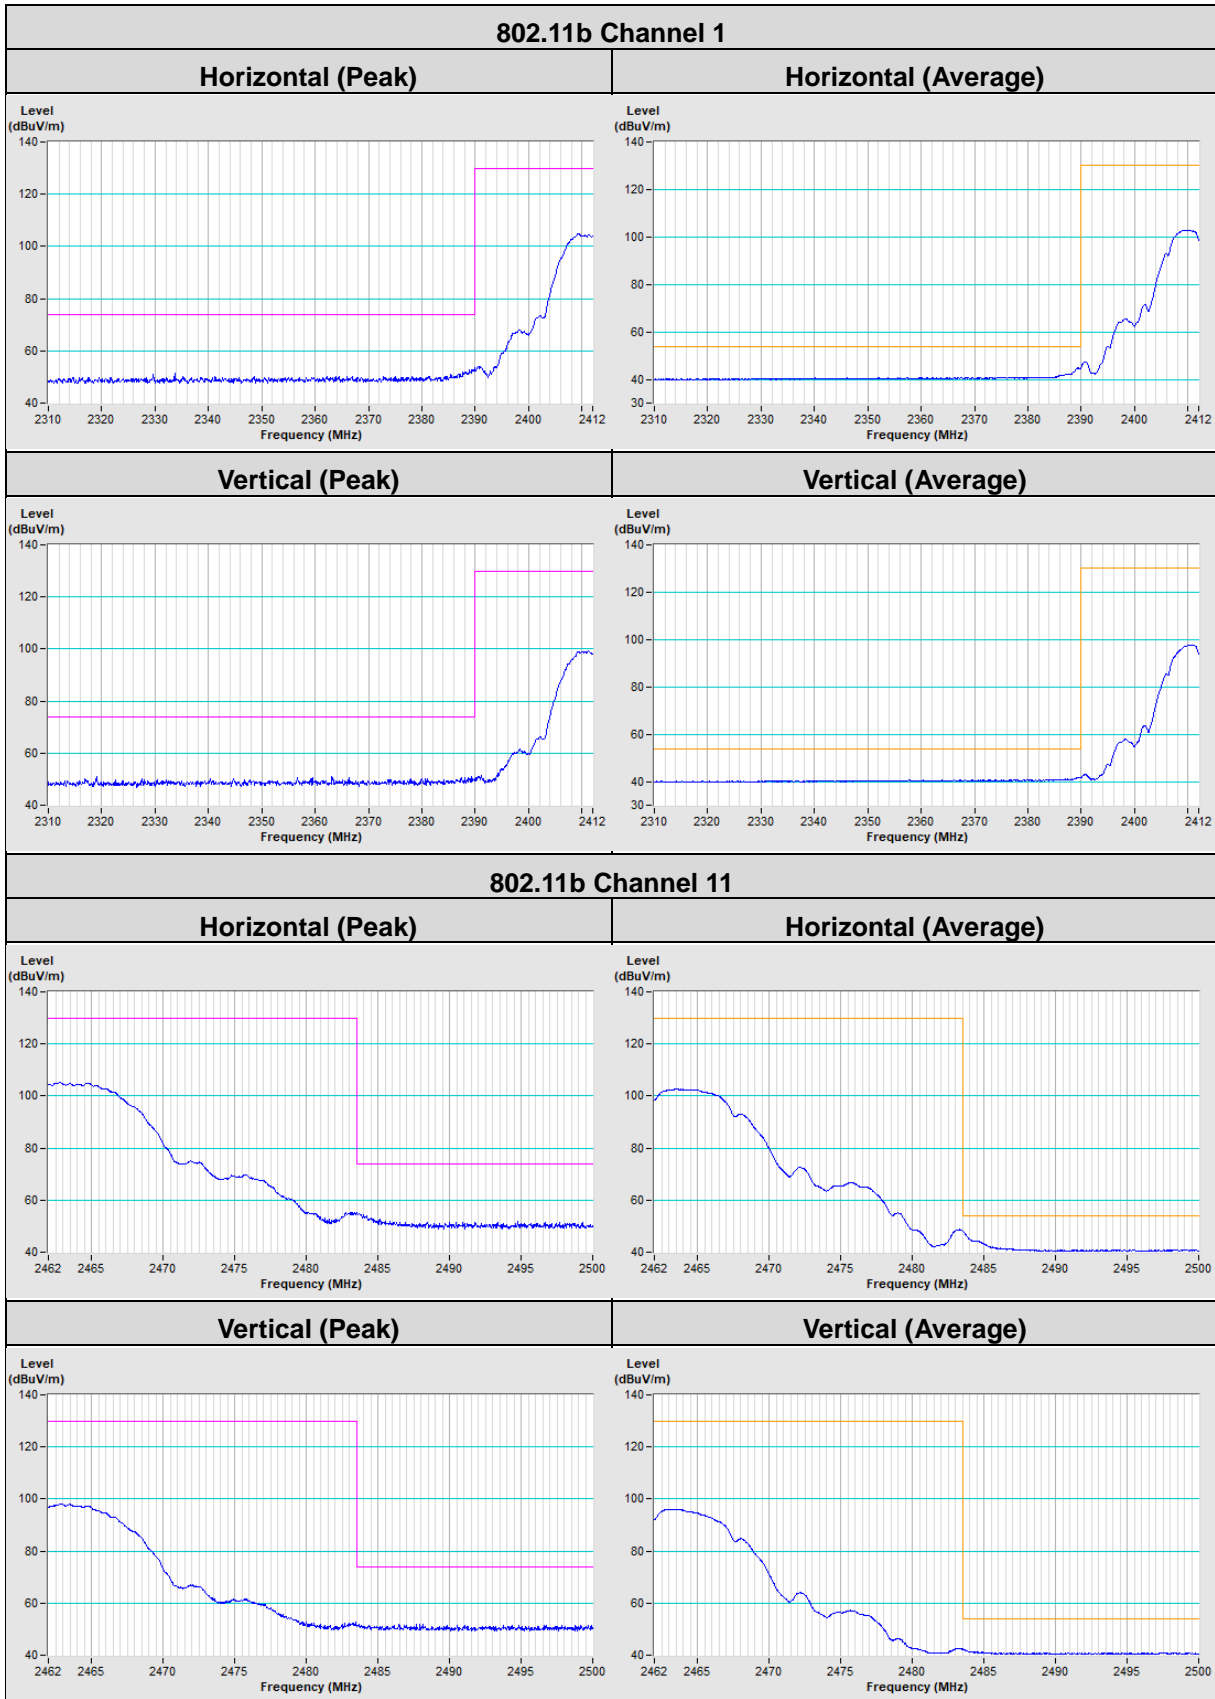 802.11b Channel 1
Horizontal (Peak)
Horizontal (Average)
Level
(dBuV/m)
140
120
100
80
60
40
2310 2320 2330 2340 2350 2360 2370 2380 2390 2400 2412
Frequency (MHz)
Level
(dBuV/m)
140
120
100
80
60
40
30
2310 2320 2330 2340 2350 2360 2370 2380 2390 2400 2412
Frequency (MHz)
Vertical (Peak)
Vertical (Average)
Level
(dBuV/m)
140
120
100
80
60
40
2310 2320 2330 2340 2350 2360 2370 2380 2390 2400 2412
Frequency (MHz)
Level
(dBuV/m)
140
120
100
80
60
40
30
2310 2320 2330 2340 2350 2360 2370 2380 2390 2400 2412
Frequency (MHz)
802.11b Channel 11
Horizontal (Peak)
Horizontal (Average)
Level
(dBuV/m)
140
120
100
80
60
40
2462 2465 2470 2475 2480 2485 2490 2495 2500
Frequency (MHz)
Level
(dBuV/m)
140
120
100
80
60
40
2462 2465 2470 2475 2480 2485 2490 2495 2500
Frequency (MHz)
Vertical (Peak)
Vertical (Average)
Level
(dBuV/m)
140
120
100
80
60
40
2462 2465 2470 2475 2480 2485 2490 2495 2500
Frequency (MHz)
Level
(dBuV/m)
140
120
100
80
60
40
2462 2465 2470 2475 2480 2485 2490 2495 2500
Frequency (MHz)